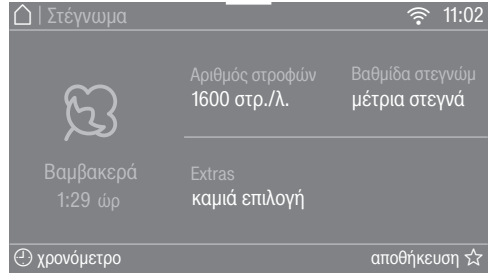 | Στέγνωμα 11:02
Αριθμός στροφών Βαθμίδα στεγνώμ
1600 στρ./λ. μέτρια στεγνά
Βαμβακερά
1:29 ώρ
Extras
καμιά επιλογή
χρονόμετρο αποθήκευση